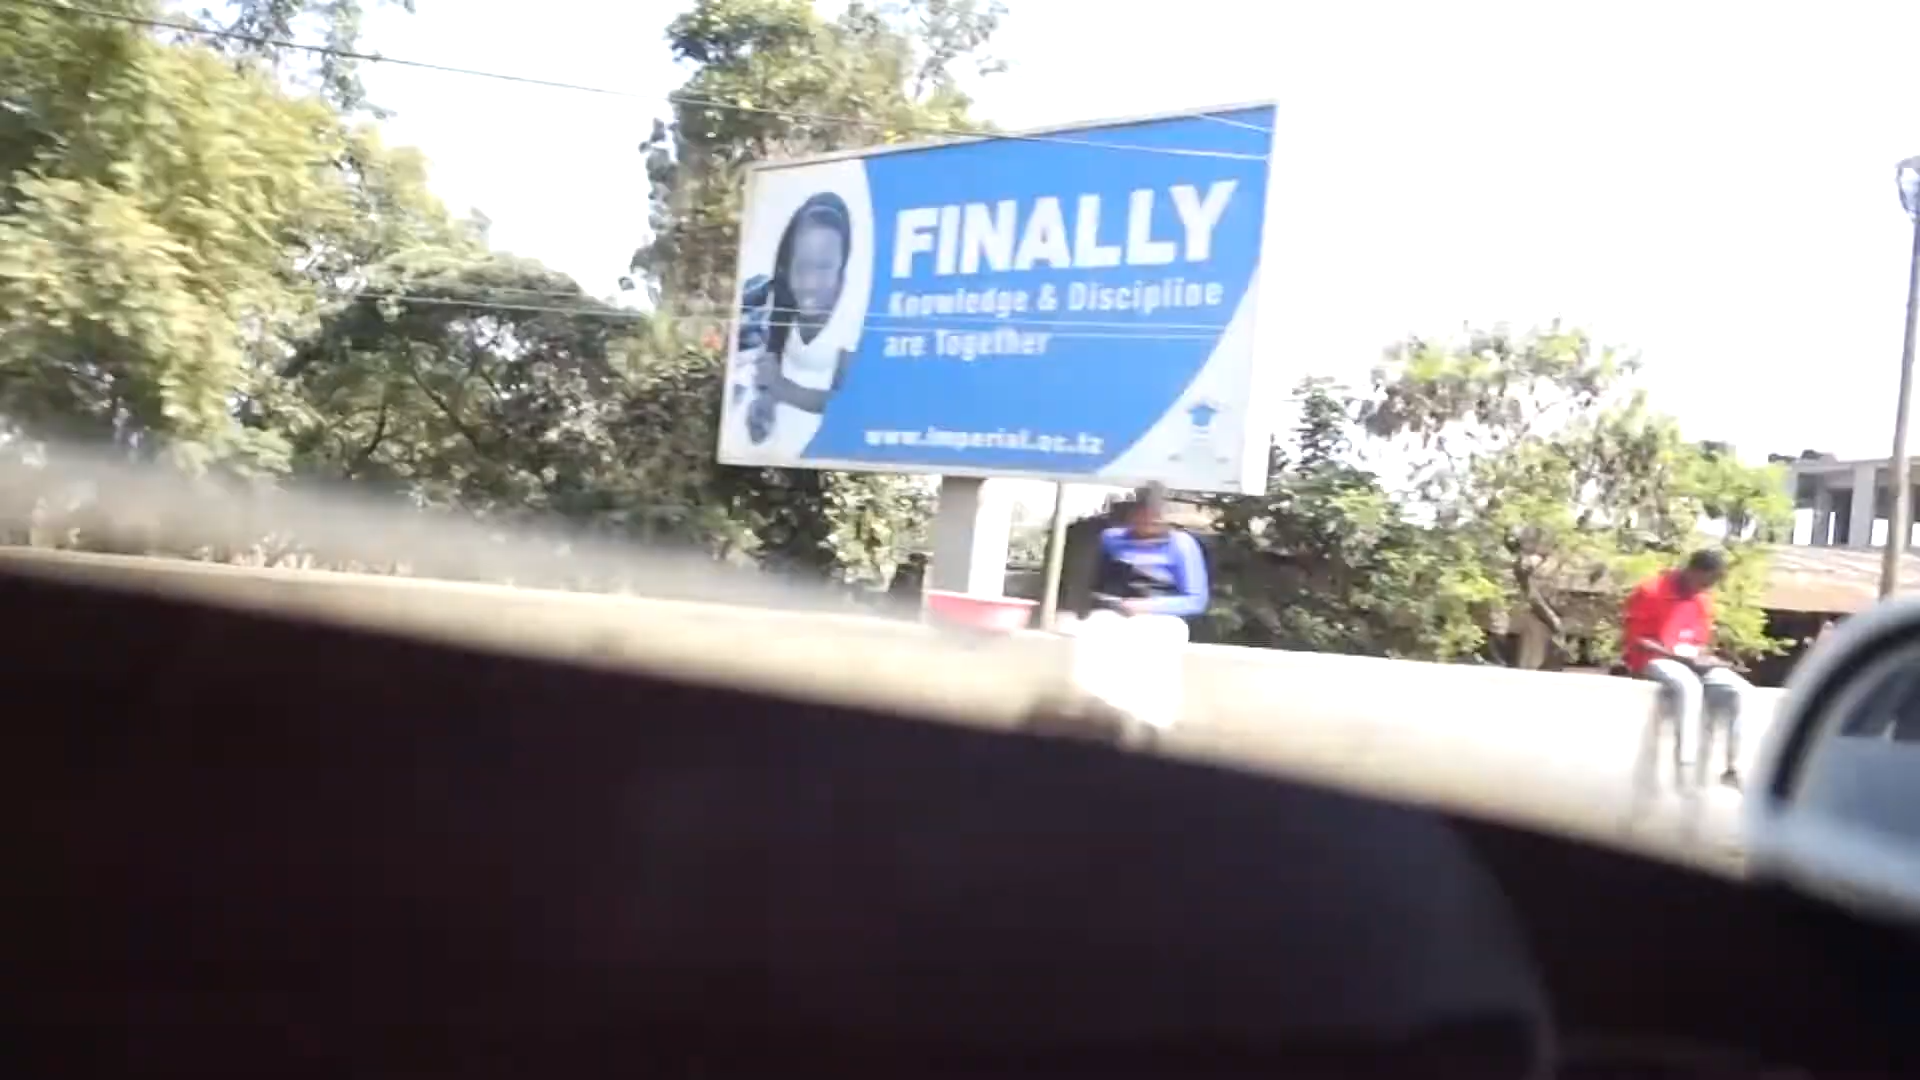 FINALLY
Knowledge & Discipline
are Together
www.imperial.ac.tz